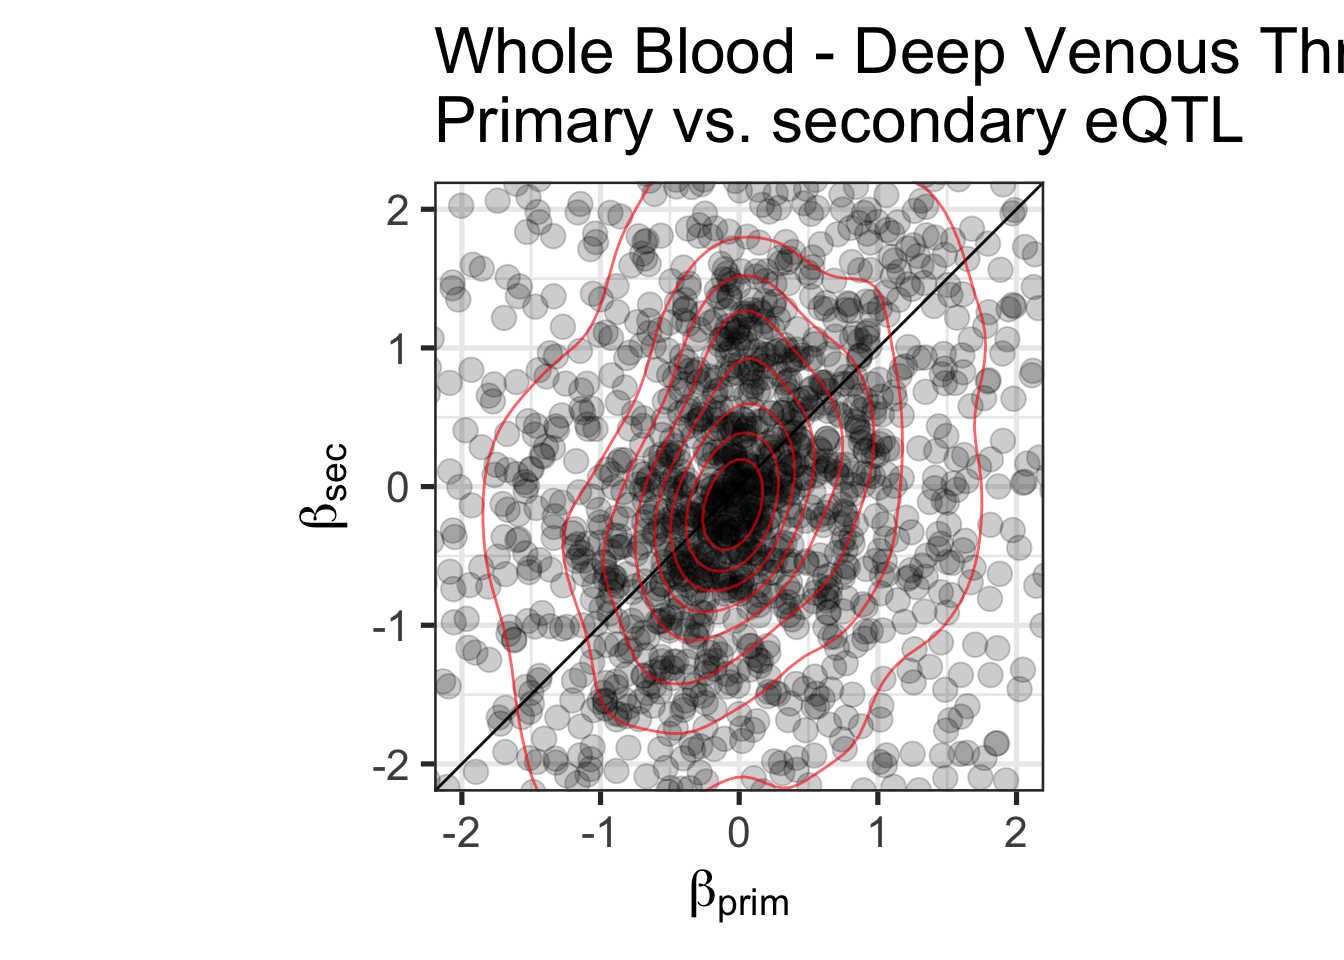 Whole Blood - Deep Venous Thr
Primary vs. secondary eQTL
2
1
0
-1
-2
βsec
-2 -1 0 1 2
βprim